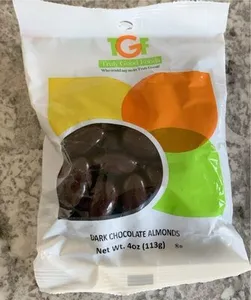 TGF
Truly Good Foods
DARK CHOCOLATE ALMONDS
Net Wt. 4oz (113g)